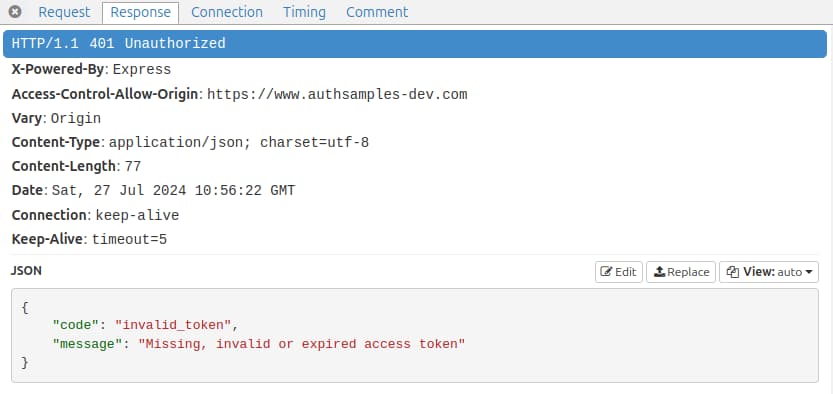 Request Response Connection Timing Comment
HTTP/1.1 401 Unauthorized
X-Powered-By: Express
Access-Control-Allow-Origin: https://www.authsamples-dev.com
Vary: Origin
Content-Type: application/json; charset=utf-8
Content-Length: 77
Date: Sat, 27 Jul 2024 10:56:22 GMT
Connection: keep-alive
Keep-Alive: timeout=5
JSON Edit Replace View: auto
{
    "code": "invalid_token",
    "message": "Missing, invalid or expired access token"
}